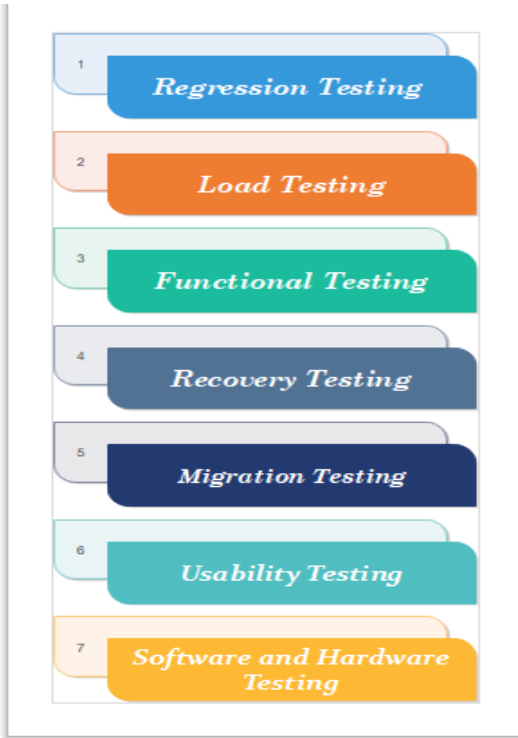 1
Regression Testing
2
Load Testing
3
Functional Testing
4
Recovery Testing
5
Migration Testing
6
Usability Testing
7
Software and Hardware
Testing